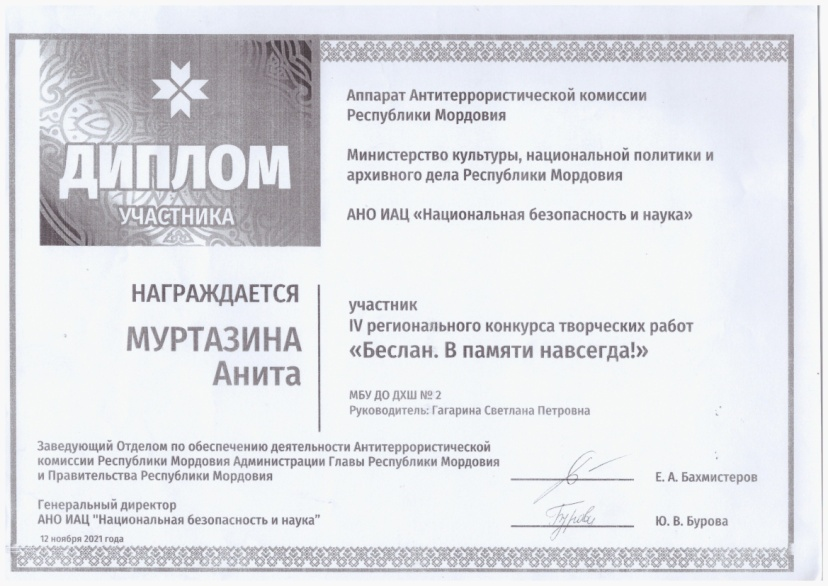 ДИПЛОМ
УЧАСТНИКА
Аппарат Антитеррористической комиссии
Республики Мордовия
Министерство культуры, национальной политики и
архивного дела Республики Мордовия
АНО ИАЦ «Национальная безопасность и наука»
НАГРАЖДАЕТСЯ
МУРТАЗИНА
Анита
участник
IV регионального конкурса творческих работ
«Беслан. В памяти навсегда!»
МБУ ДО ДХШ № 2
Руководитель: Гагарина Светлана Петровна
Заведующий Отделом по обеспечению деятельности Антитеррористической
комиссии Республики Мордовия Администрации Главы Республики Мордовия
и Правительства Республики Мордовия
Е. А. Бахмистеров
Генеральный директор
АНО ИАЦ "Национальная безопасность и наука"
Ю. В. Бурова
12 ноября 2021 года